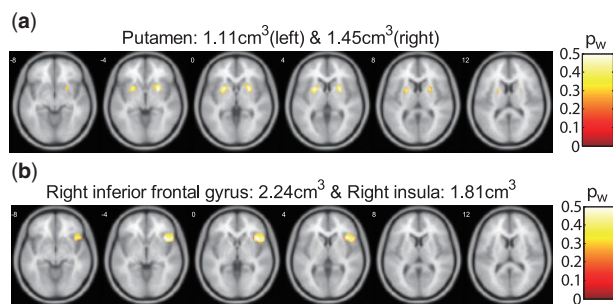 (a)
Putamen: 1.11cm³(left) & 1.45cm³(right)
-8 -4 0 4 8 12
p_W
0.5
0.4
0.3
0.2
0.1
0
(b)
Right inferior frontal gyrus: 2.24cm³ & Right insula: 1.81cm³
-8 -4 0 4 8 12
p_W
0.5
0.4
0.3
0.2
0.1
0